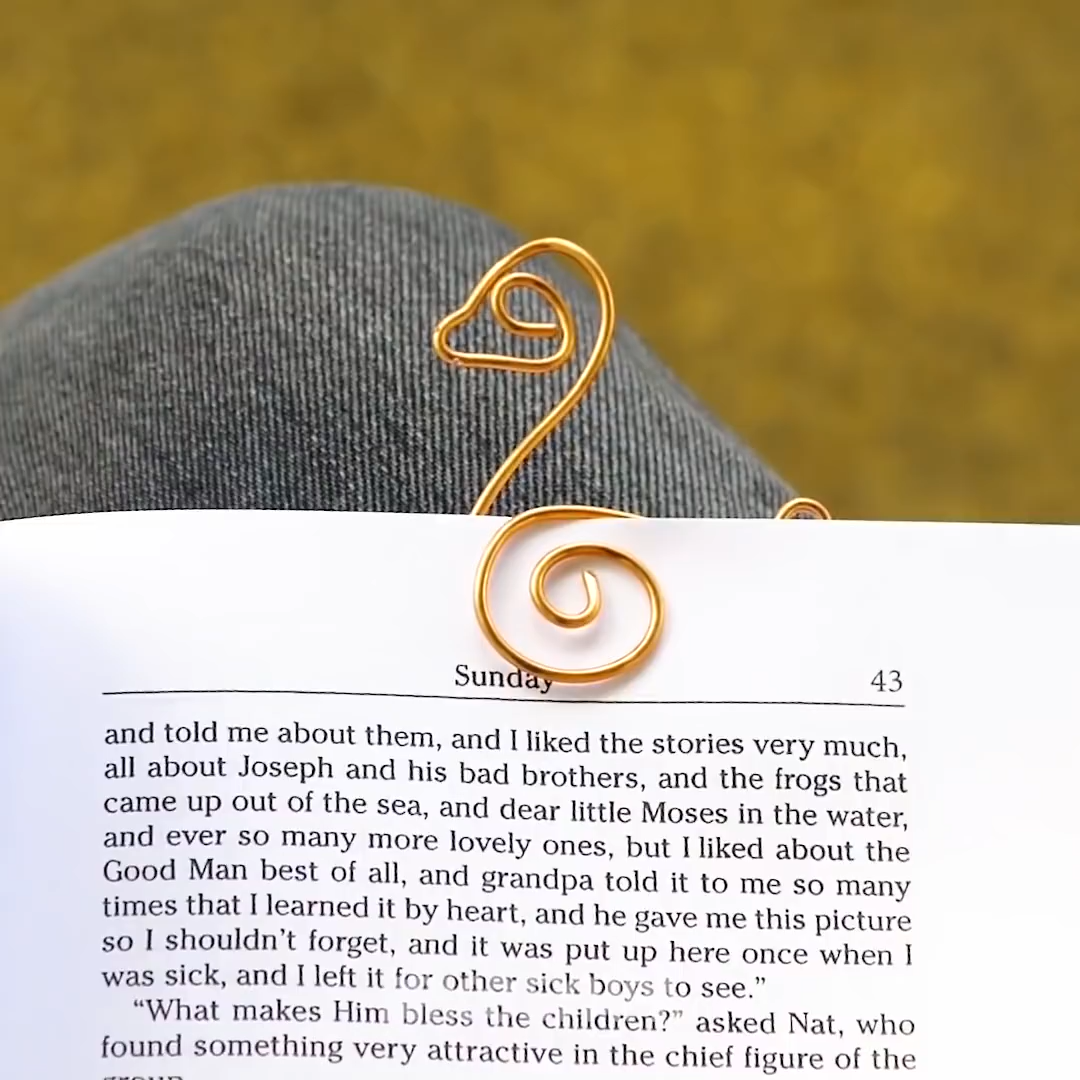 Sunday 43
and told me about them, and I liked the stories very much,
all about Joseph and his bad brothers, and the frogs that
came up out of the sea, and dear little Moses in the water,
and ever so many more lovely ones, but I liked about the
Good Man best of all, and grandpa told it to me so many
times that I learned it by heart, and he gave me this picture
so I shouldn't forget, and it was put up here once when I
was sick, and I left it for other sick boys to see.”
“What makes Him bless the children?” asked Nat, who
found something very attractive in the chief figure of the